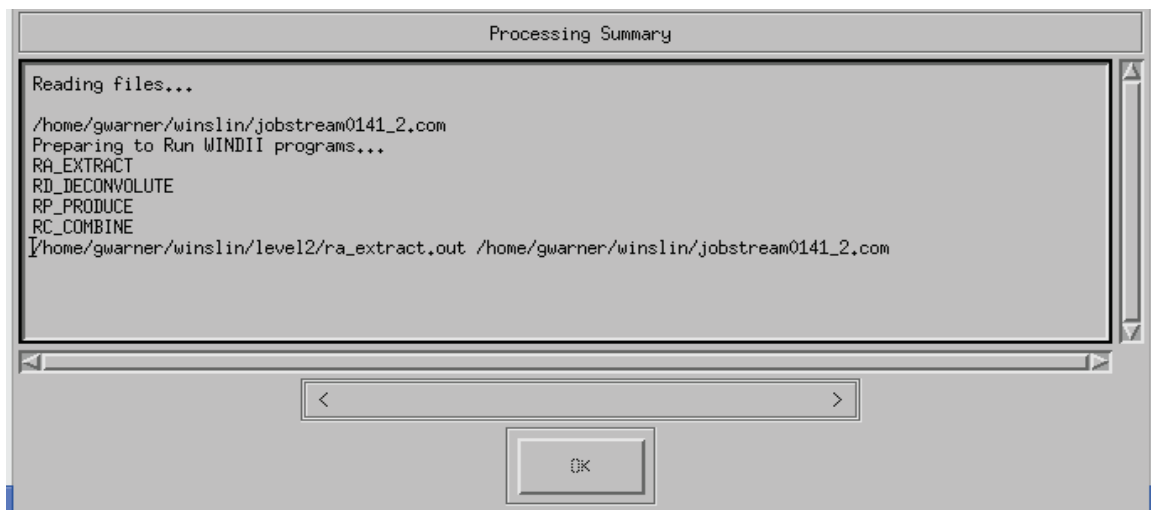 Processing Summary
Reading files...
/home/gwarner/winslin/jobstream0141_2.com
Preparing to Run WINDII programs...
RA_EXTRACT
RD_DECONVOLUTE
RP_PRODUCE
RC_COMBINE
/home/gwarner/winslin/level2/ra_extract.out /home/gwarner/winslin/jobstream0141_2.com
< >
OK